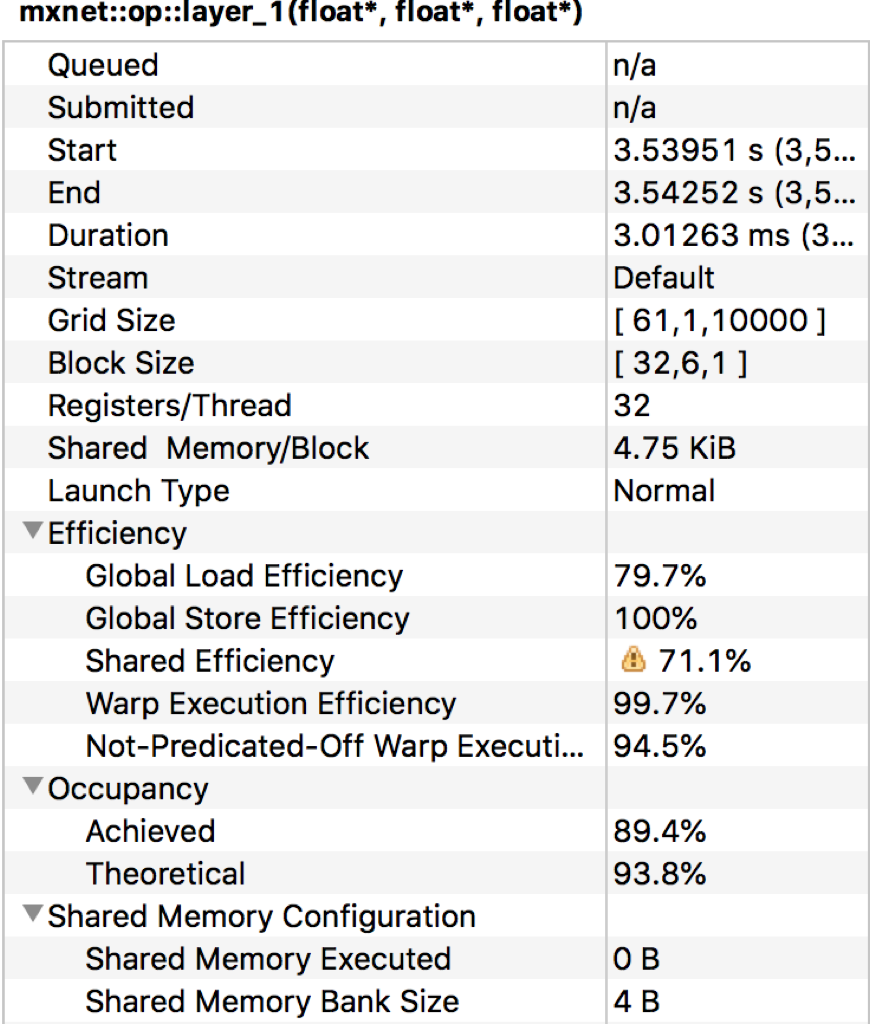 mxnet::op::layer_1(float*, float*, float*)
Queued n/a
Submitted n/a
Start 3.53951 s (3,5...
End 3.54252 s (3,5...
Duration 3.01263 ms (3...
Stream Default
Grid Size [ 61,1,10000 ]
Block Size [ 32,6,1 ]
Registers/Thread 32
Shared Memory/Block 4.75 KiB
Launch Type Normal
Efficiency
Global Load Efficiency 79.7%
Global Store Efficiency 100%
Shared Efficiency 71.1%
Warp Execution Efficiency 99.7%
Not-Predicated-Off Warp Executi... 94.5%
Occupancy
Achieved 89.4%
Theoretical 93.8%
Shared Memory Configuration
Shared Memory Executed 0 B
Shared Memory Bank Size 4 B